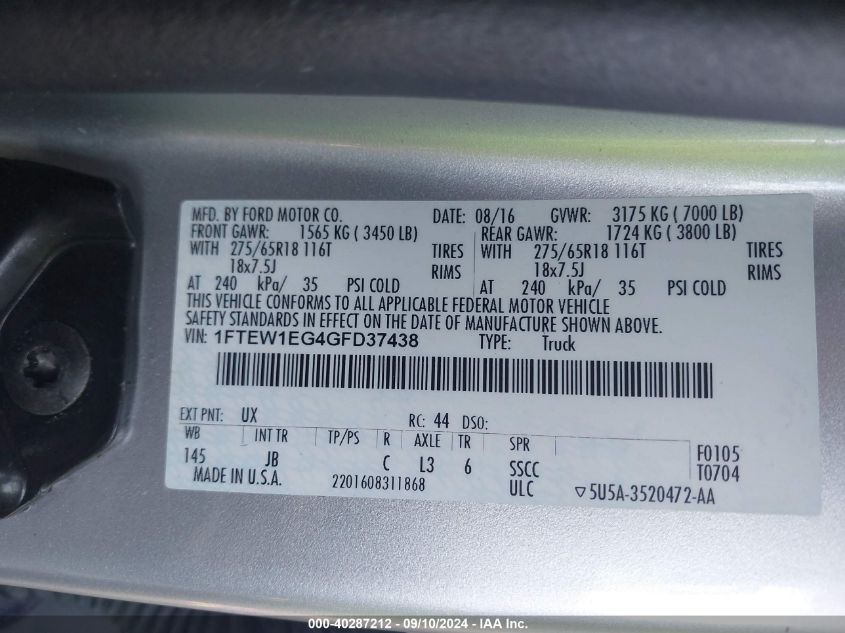 MFD. BY FORD MOTOR CO. DATE: 08/16 GVWR: 3175 KG ( 7000 LB)
FRONT GAWR: 1565 KG ( 3450 LB) REAR GAWR: 1724 KG ( 3800 LB)
WITH 275/65R18 116T TIRES WITH 275/65R18 116T TIRES
18x7.5J RIMS 18x7.5J RIMS
AT 240 kPa/ 35 PSI COLD AT 240 kPa/ 35 PSI COLD
THIS VEHICLE CONFORMS TO ALL APPLICABLE FEDERAL MOTOR VEHICLE
SAFETY STANDARDS IN EFFECT ON THE DATE OF MANUFACTURE SHOWN ABOVE.
VIN: 1FTEW1EG4GFD37438 TYPE: Truck
EXT PNT: UX RC: 44 DSO:
WB INT TR TP/PS R AXLE TR SPR F0105
145 JB C L3 6 SSCC T0704
MADE IN U.S.A. 2201608311868 ULC ▽5U5A-3520472-AA
000-40287212 - 09/10/2024 - IAA Inc.